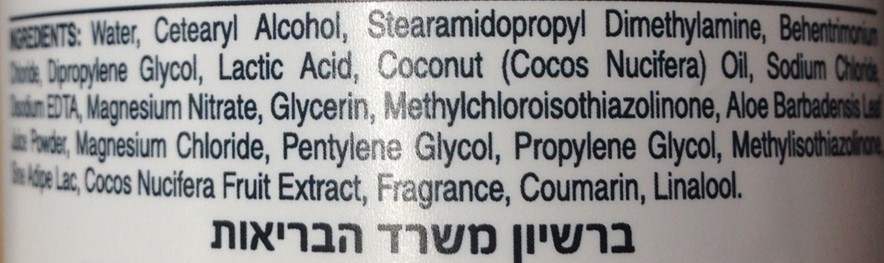 INGREDIENTS: Water, Cetearyl Alcohol, Stearamidopropyl Dimethylamine, Behentrimonium
Chloride, Dipropylene Glycol, Lactic Acid, Coconut (Cocos Nucifera) Oil, Sodium Chloride,
Disodium EDTA, Magnesium Nitrate, Glycerin, Methylchloroisothiazolinone, Aloe Barbadensis Leaf
Juice Powder, Magnesium Chloride, Pentylene Glycol, Propylene Glycol, Methylisothiazolinone,
Sine Adipe Lac, Cocos Nucifera Fruit Extract, Fragrance, Coumarin, Linalool.
ברשיון משרד הבריאות